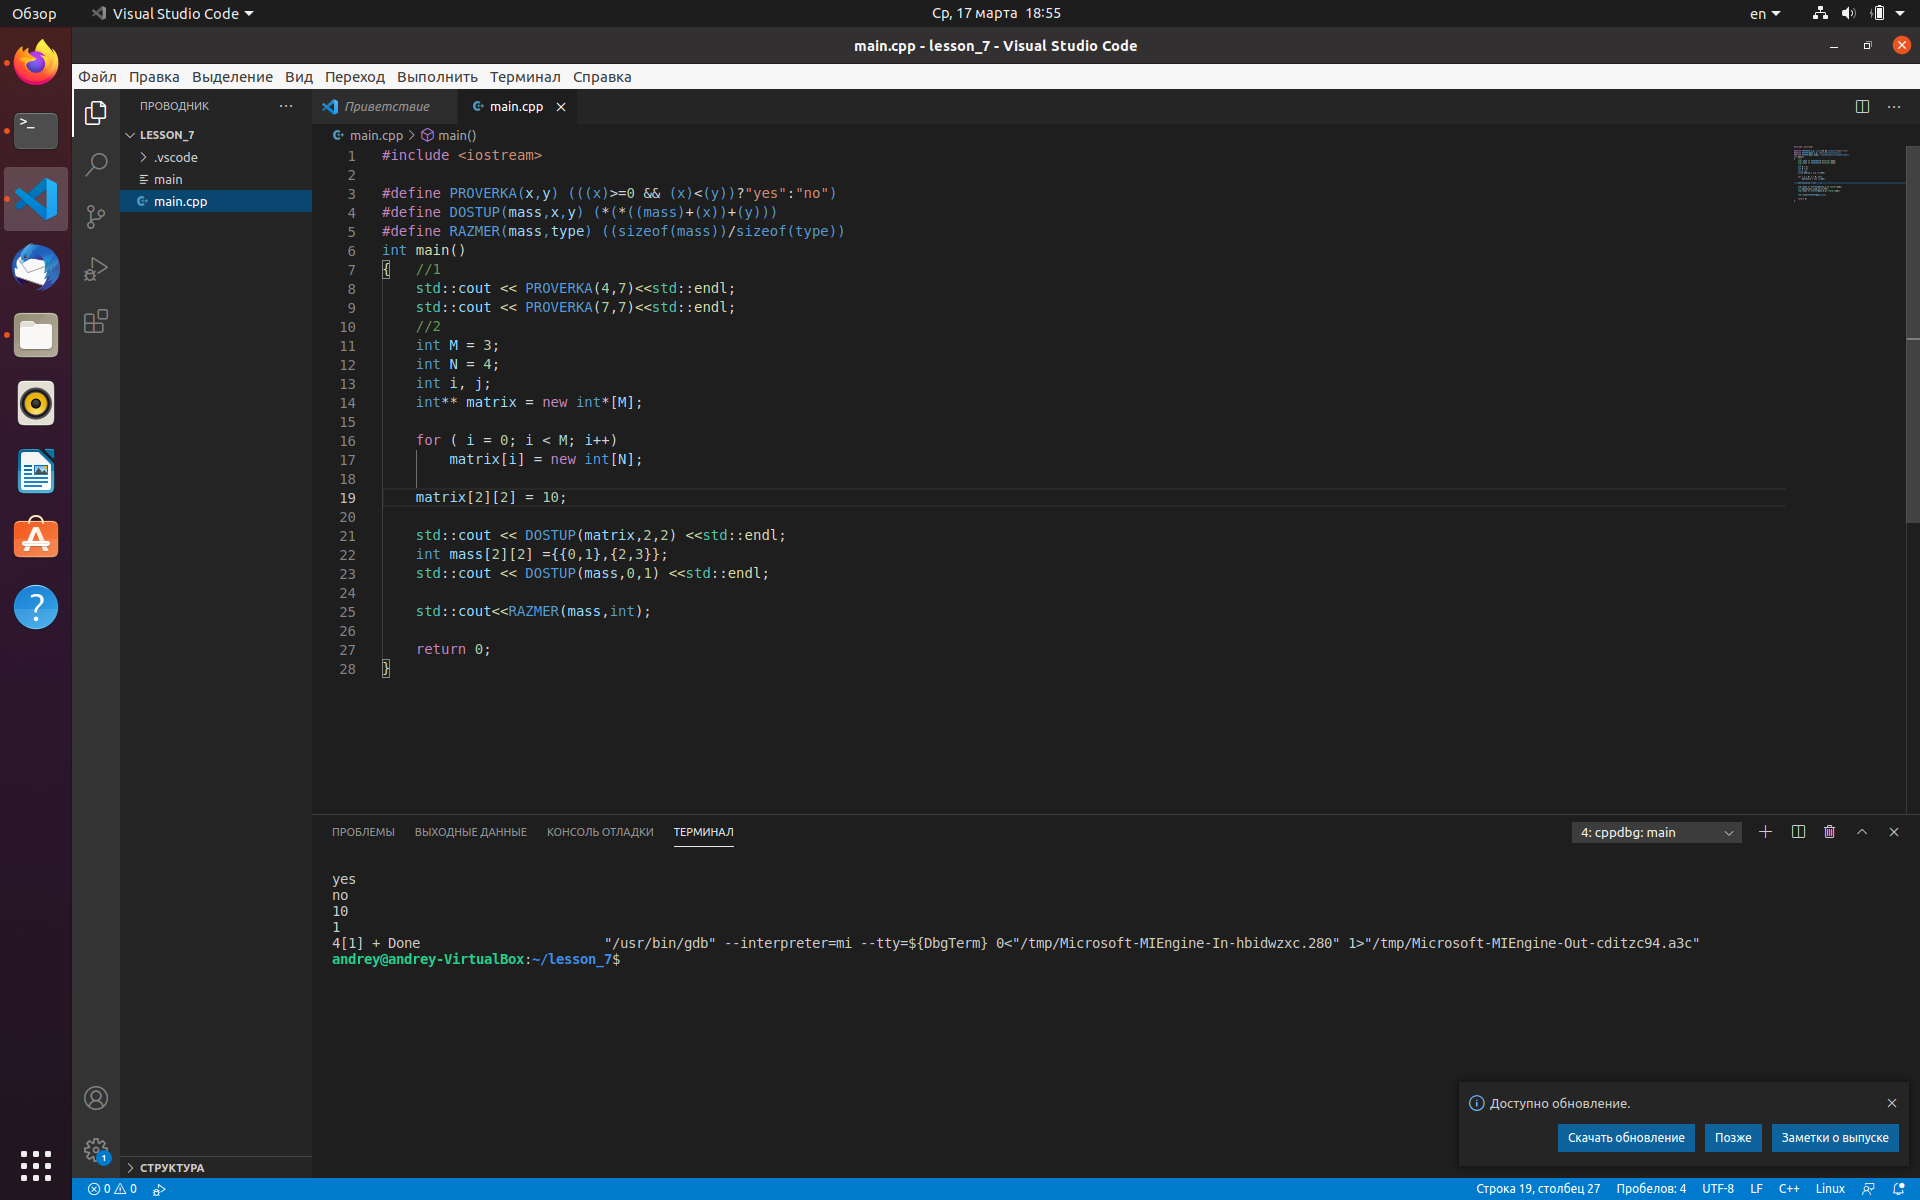 Обзор Visual Studio Code Ср, 17 марта 18:55 en
main.cpp - lesson_7 - Visual Studio Code
Файл Правка Выделение Вид Переход Выполнить Терминал Справка
ПРОВОДНИК Приветствие main.cpp
LESSON_7
.vscode
main
main.cpp
main.cpp > main()
1 #include <iostream>
2
3 #define PROVERKA(x,y) (((x)>=0 && (x)<(y))?"yes":"no")
4 #define DOSTUP(mass,x,y) (*(*((mass)+(x))+(y)))
5 #define RAZMER(mass,type) ((sizeof(mass))/sizeof(type))
6 int main()
7 { //1
8 std::cout << PROVERKA(4,7)<<std::endl;
9 std::cout << PROVERKA(7,7)<<std::endl;
10 //2
11 int M = 3;
12 int N = 4;
13 int i, j;
14 int** matrix = new int*[M];
15
16 for ( i = 0; i < M; i++)
17 matrix[i] = new int[N];
18
19 matrix[2][2] = 10;
20
21 std::cout << DOSTUP(matrix,2,2) <<std::endl;
22 int mass[2][2] ={{0,1},{2,3}};
23 std::cout << DOSTUP(mass,0,1) <<std::endl;
24
25 std::cout<<RAZMER(mass,int);
26
27 return 0;
28 }
ПРОБЛЕМЫ ВЫХОДНЫЕ ДАННЫЕ КОНСОЛЬ ОТЛАДКИ ТЕРМИНАЛ 4: cppdbg: main
yes
no
10
1
4[1] + Done "/usr/bin/gdb" --interpreter=mi --tty=${DbgTerm} 0<"/tmp/Microsoft-MIEngine-In-hbidwzxc.280" 1>"/tmp/Microsoft-MIEngine-Out-cditzc94.a3c"
andrey@andrey-VirtualBox:~/lesson_7$
Доступно обновление.
Скачать обновление Позже Заметки о выпуске
1
СТРУКТУРА
0 0 Строка 19, столбец 27 Пробелов: 4 UTF-8 LF C++ Linux